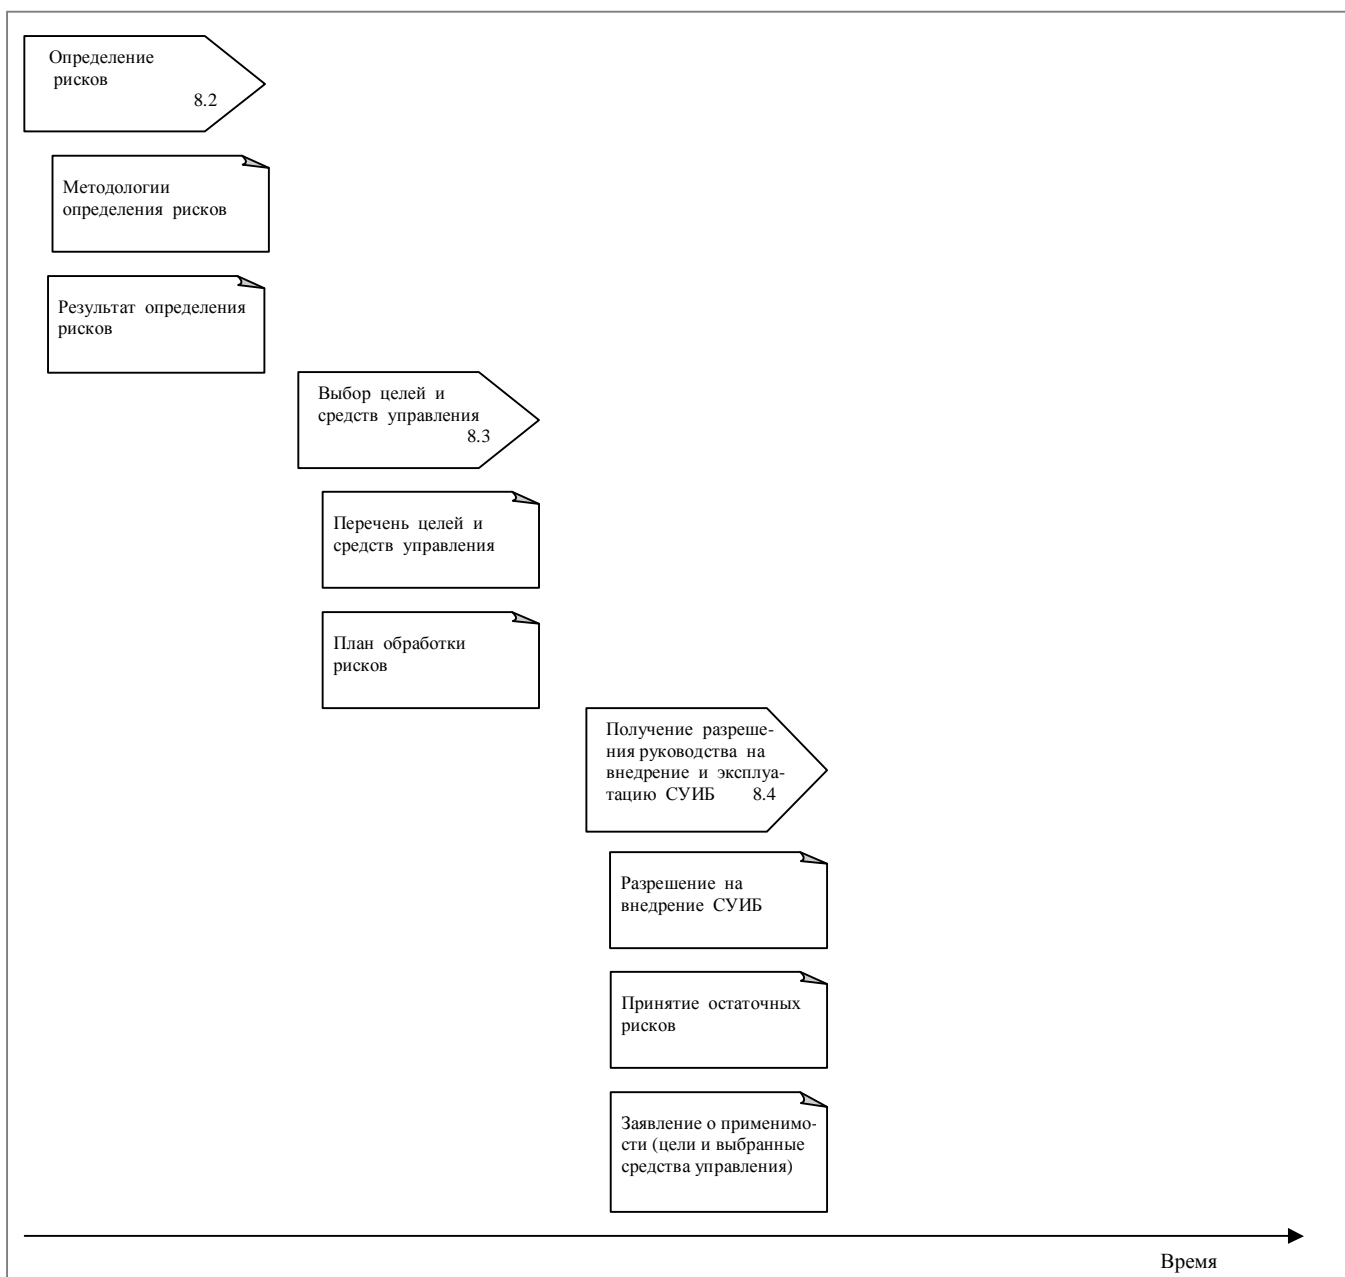 Определение
рисков
8.2
Методологии
определения рисков
Результат определения
рисков
Выбор целей и
средств управления
8.3
Перечень целей и
средств управления
План обработки
рисков
Получение разреше-
ния руководства на
внедрение и эксплуа-
тацию СУИБ 8.4
Разрешение на
внедрение СУИБ
Принятие остаточных
рисков
Заявление о применимо-
сти (цели и выбранные
средства управления)
Время